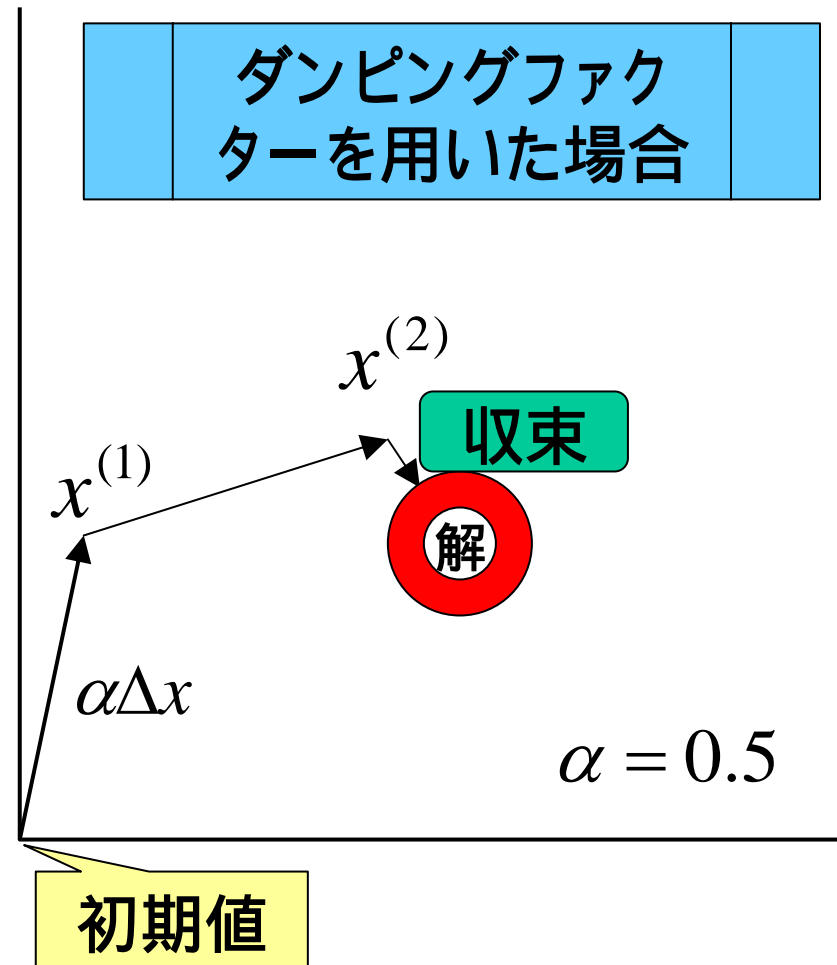 ダンピングファク
ターを用いた場合
x^{(2)}
収束
x^{(1)}
解
αΔx
α = 0.5
初期値